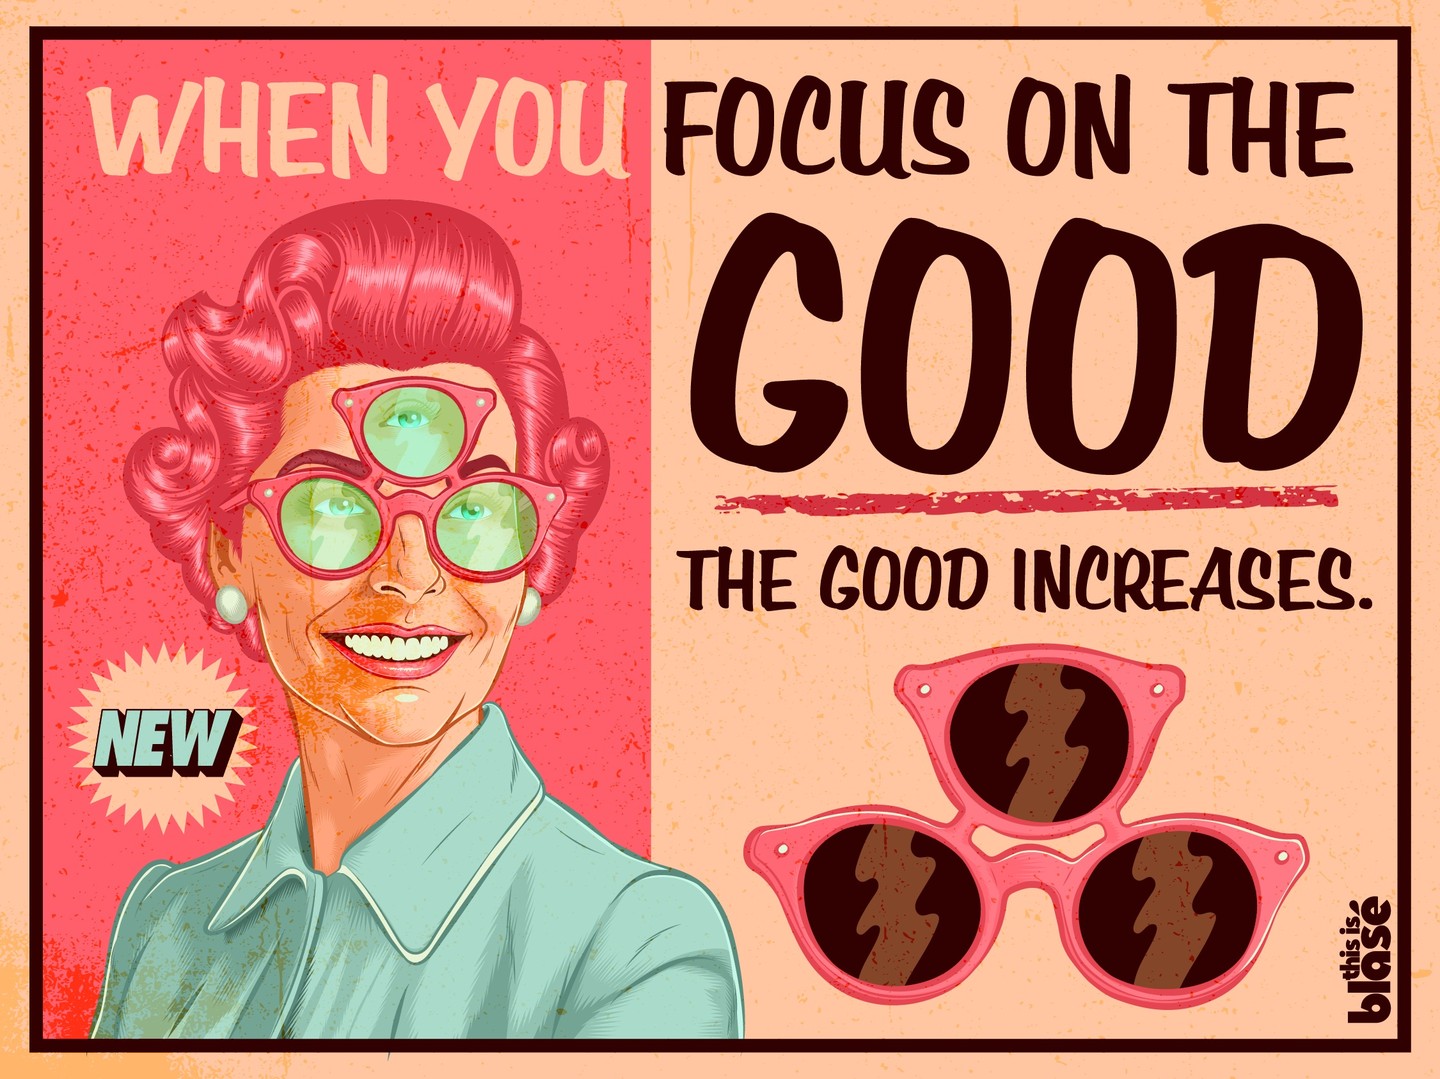 WHEN YOU FOCUS ON THE
GOOD
THE GOOD INCREASES.
NEW
this is
blasé